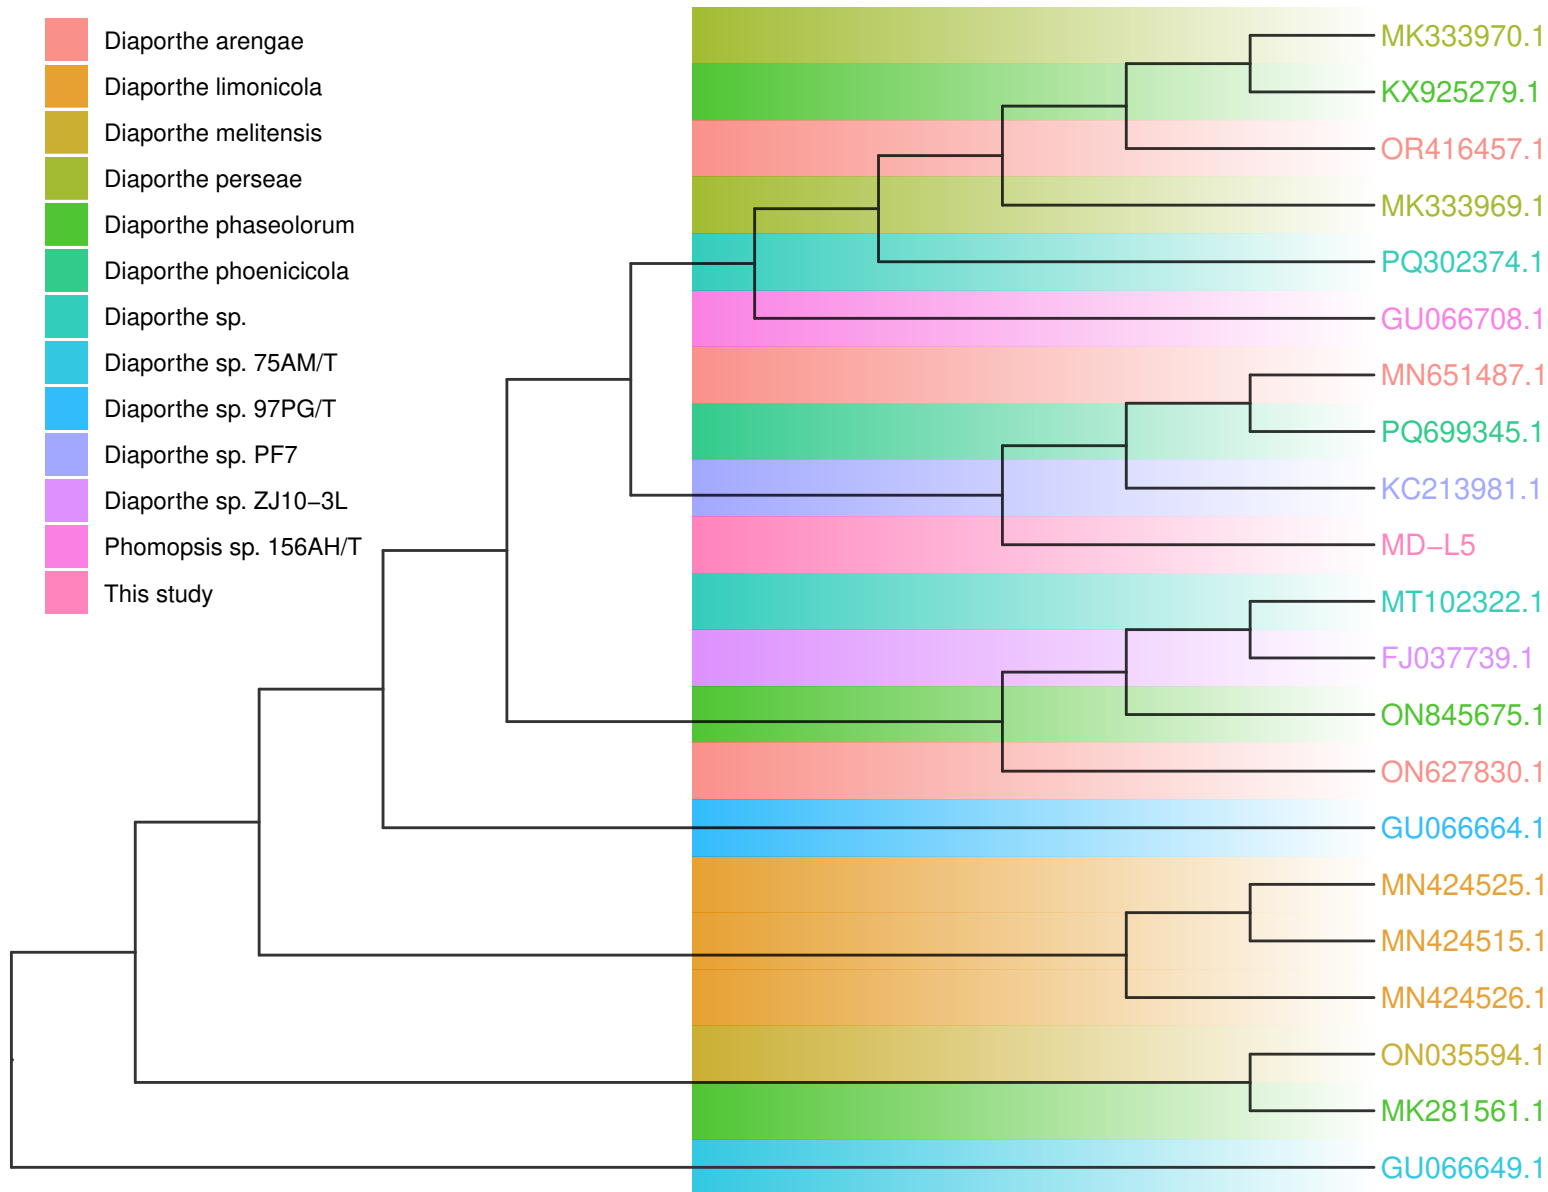 Diaporthe arengae
Diaporthe limonicola
Diaporthe melitensis
Diaporthe perseae
Diaporthe phaseolorum
Diaporthe phoenicicola
Diaporthe sp.
Diaporthe sp. 75AM/T
Diaporthe sp. 97PG/T
Diaporthe sp. PF7
Diaporthe sp. ZJ10−3L
Phomopsis sp. 156AH/T
This study
MK333970.1
KX925279.1
OR416457.1
MK333969.1
PQ302374.1
GU066708.1
MN651487.1
PQ699345.1
KC213981.1
MD−L5
MT102322.1
FJ037739.1
ON845675.1
ON627830.1
GU066664.1
MN424525.1
MN424515.1
MN424526.1
ON035594.1
MK281561.1
GU066649.1